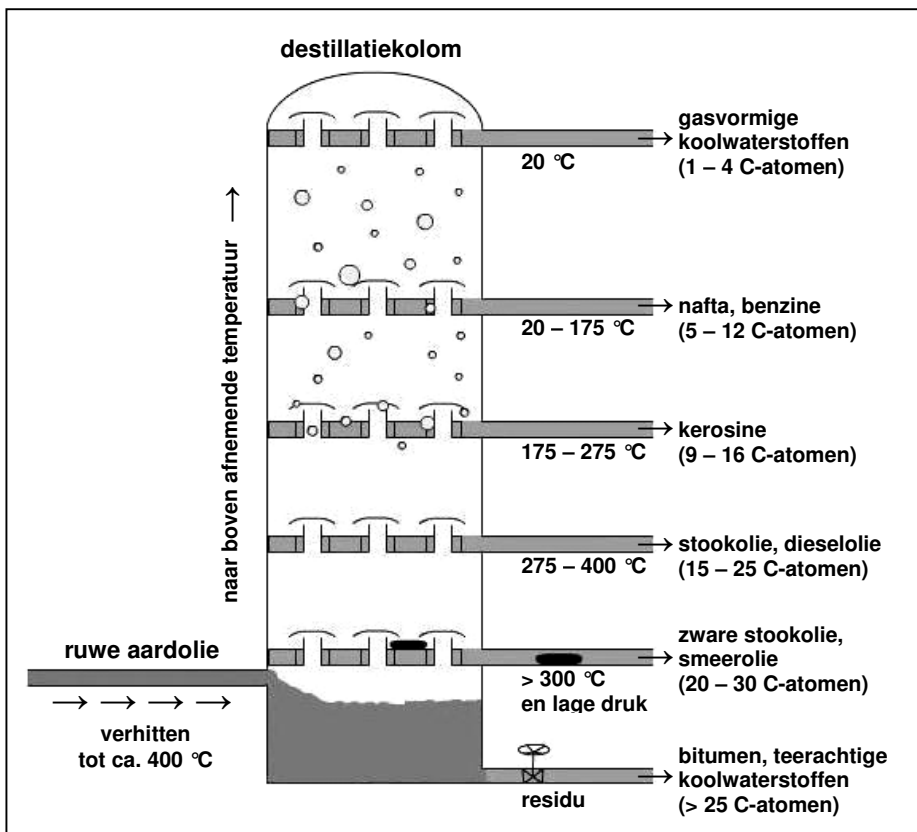 destillatiekolom
gasvormige
koolwaterstoffen
(1 – 4 C-atomen)
20 °C
naar boven afnemende temperatuur
nafta, benzine
(5 – 12 C-atomen)
20 – 175 °C
kerosine
(9 – 16 C-atomen)
175 – 275 °C
stookolie, dieselolie
(15 – 25 C-atomen)
275 – 400 °C
ruwe aardolie
zware stookolie,
smeerolie
(20 – 30 C-atomen)
> 300 °C
en lage druk
verhitten
tot ca. 400 °C
bitumen, teerachtige
koolwaterstoffen
(> 25 C-atomen)
residu